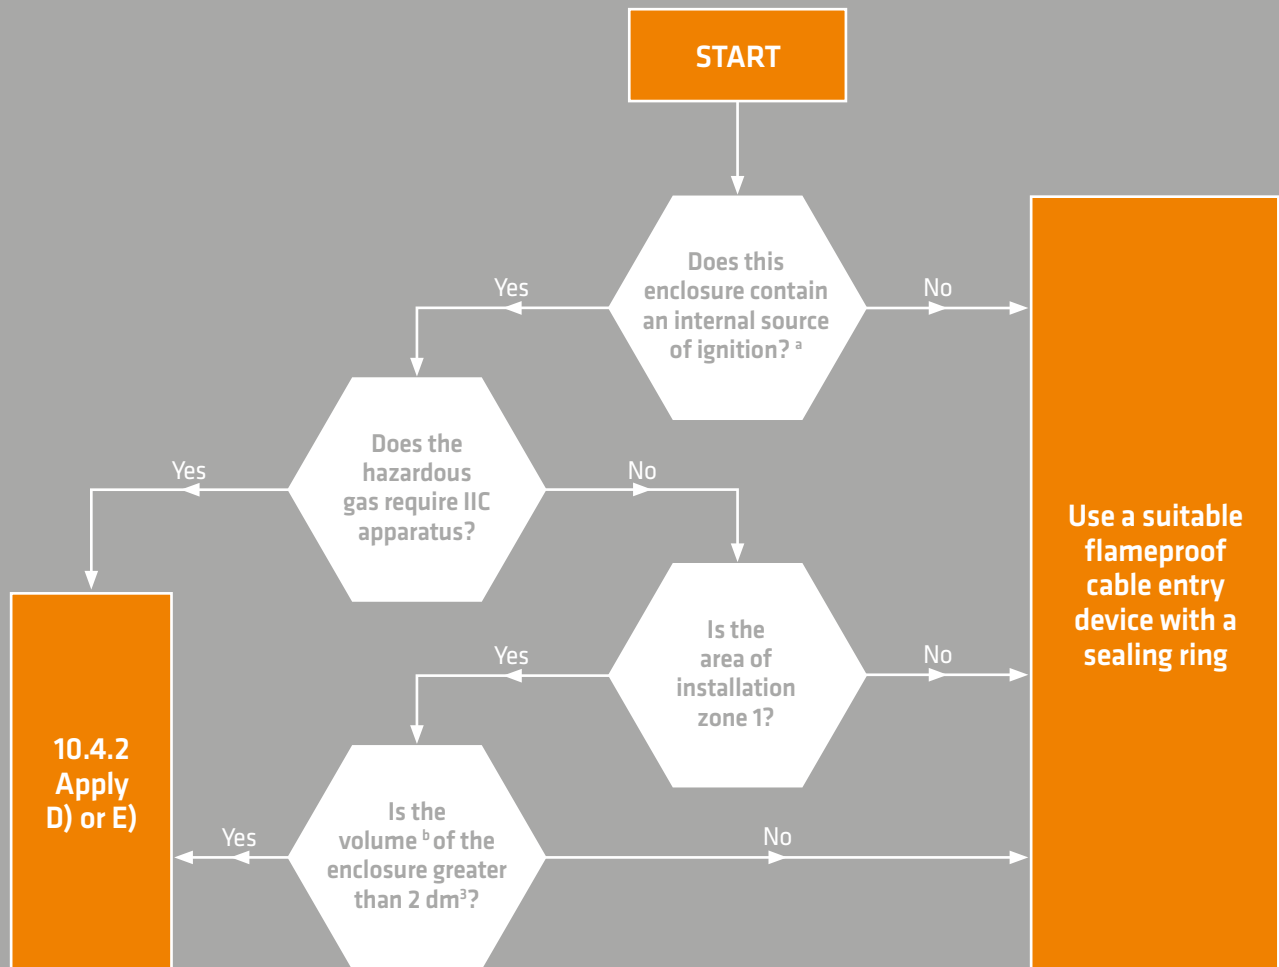 START
Does this
enclosure contain
an internal source
of ignition? ª
Yes
No
Does the
hazardous
gas require IIC
apparatus?
Yes
No
Is the
area of
installation
zone 1?
Yes
No
Is the
volume ᵇ of the
enclosure greater
than 2 dm³?
Yes
No
10.4.2
Apply
D) or E)
Use a suitable
flameproof
cable entry
device with a
sealing ring